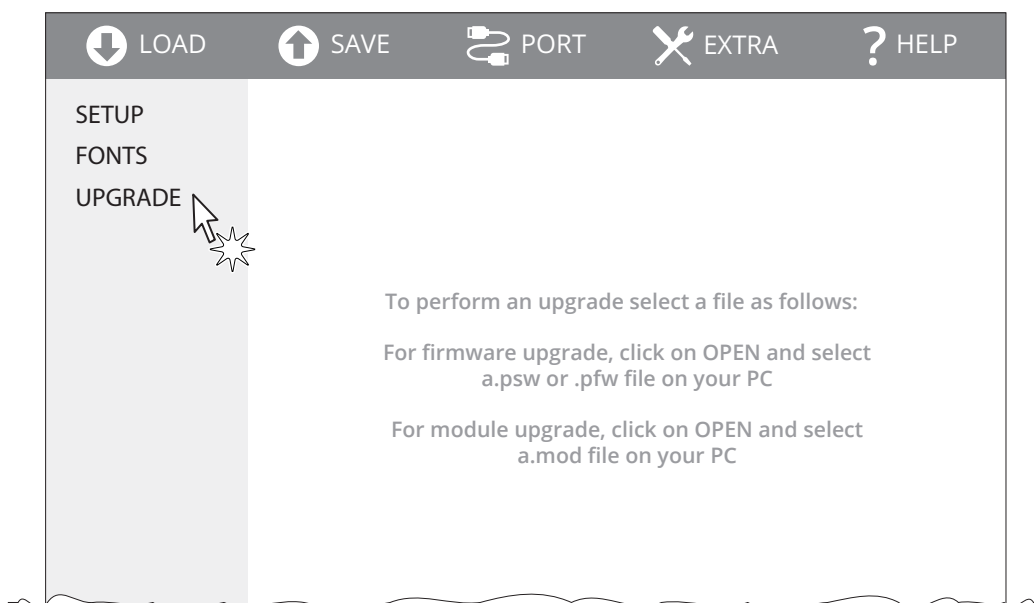 LOAD SAVE PORT EXTRA ? HELP
SETUP
FONTS
UPGRADE
To perform an upgrade select a file as follows:
For firmware upgrade, click on OPEN and select
a.psw or .pfw file on your PC
For module upgrade, click on OPEN and select
a.mod file on your PC